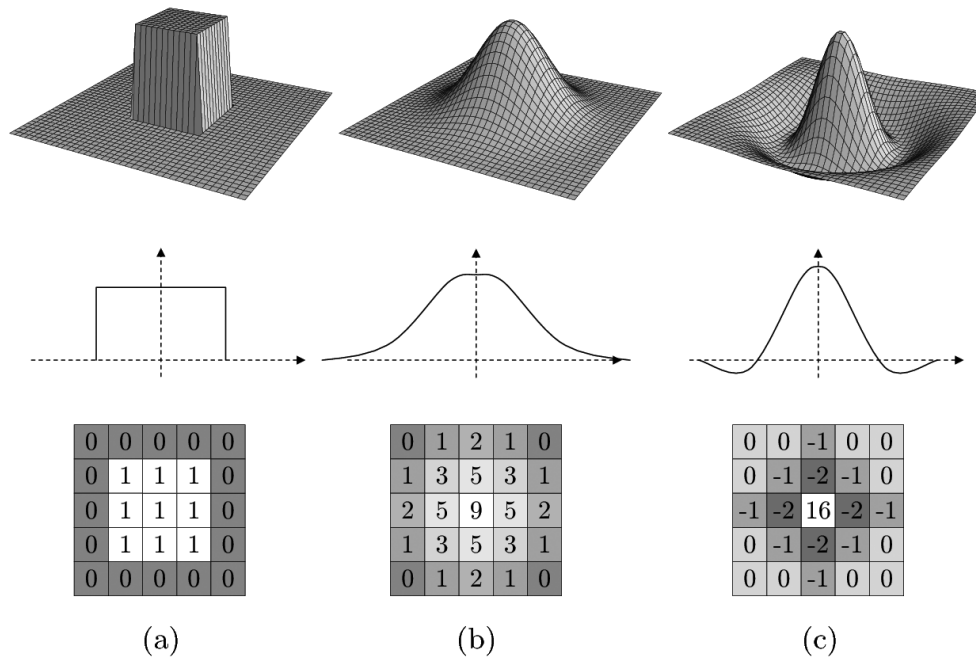 0 0 0 0 0
0 1 1 1 0
0 1 1 1 0
0 1 1 1 0
0 0 0 0 0
(a)
0 1 2 1 0
1 3 5 3 1
2 5 9 5 2
1 3 5 3 1
0 1 2 1 0
(b)
0 0 -1 0 0
0 -1 -2 -1 0
-1 -2 16 -2 -1
0 -1 -2 -1 0
0 0 -1 0 0
(c)